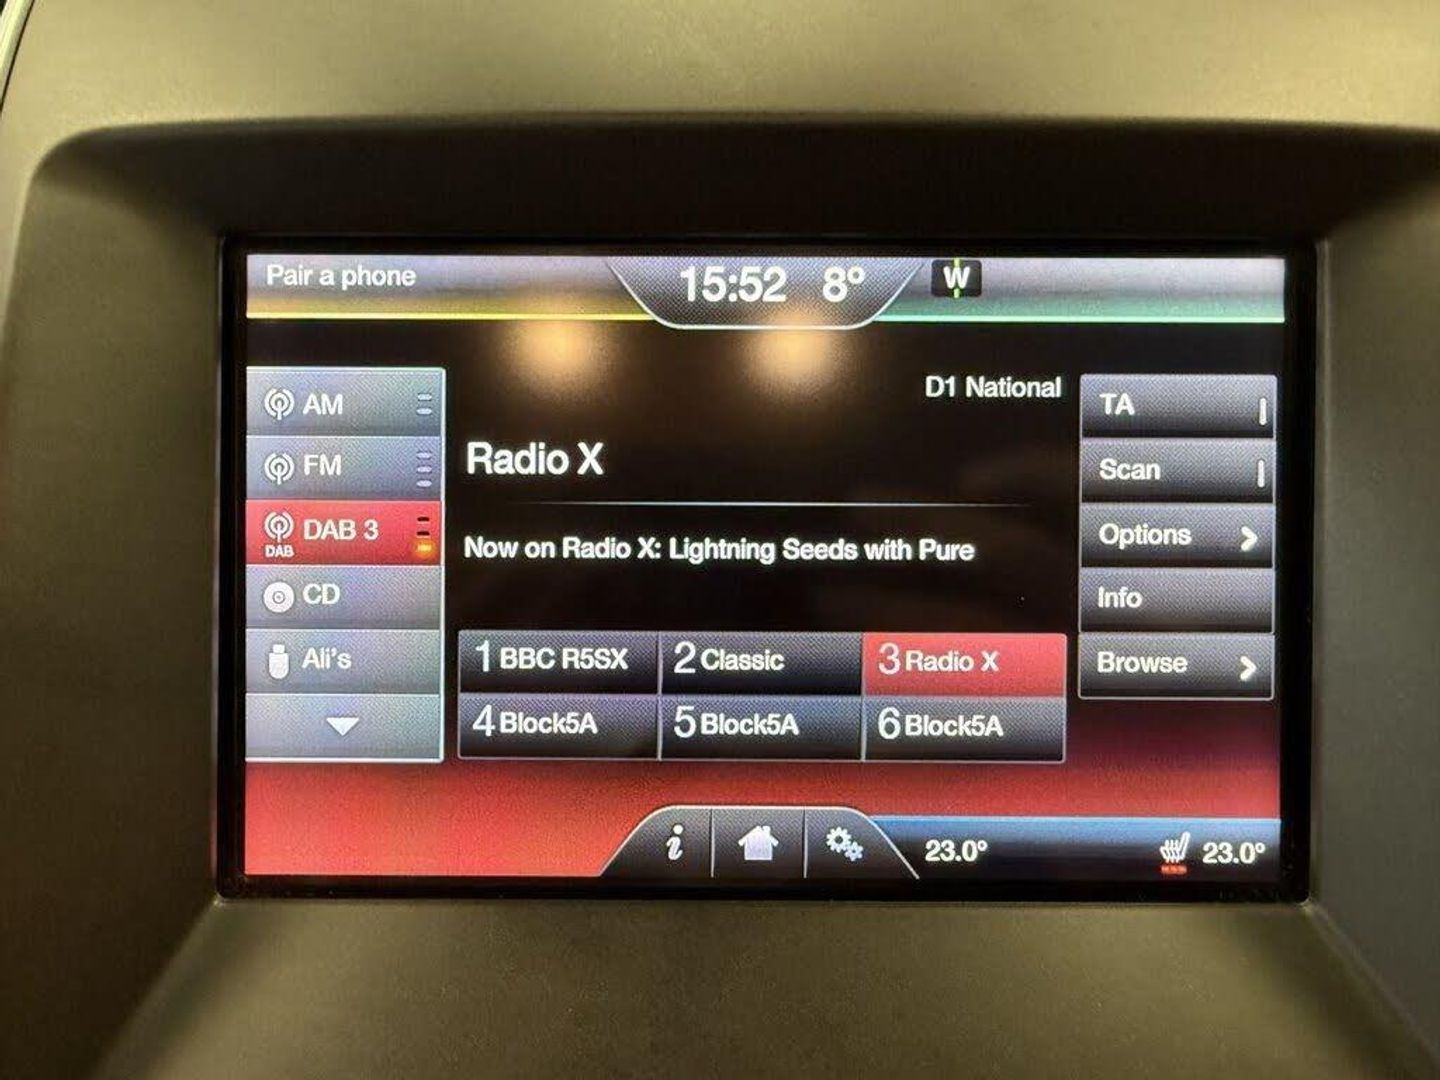 Pair a phone
15:52 8°
W
D1 National
AM
FM
DAB DAB 3
CD
Ali's
Radio X
Now on Radio X: Lightning Seeds with Pure
1 BBC R5SX
2 Classic
3 Radio X
4 Block5A
5 Block5A
6 Block5A
TA
Scan
Options
Info
Browse
i
23.0°
23.0°